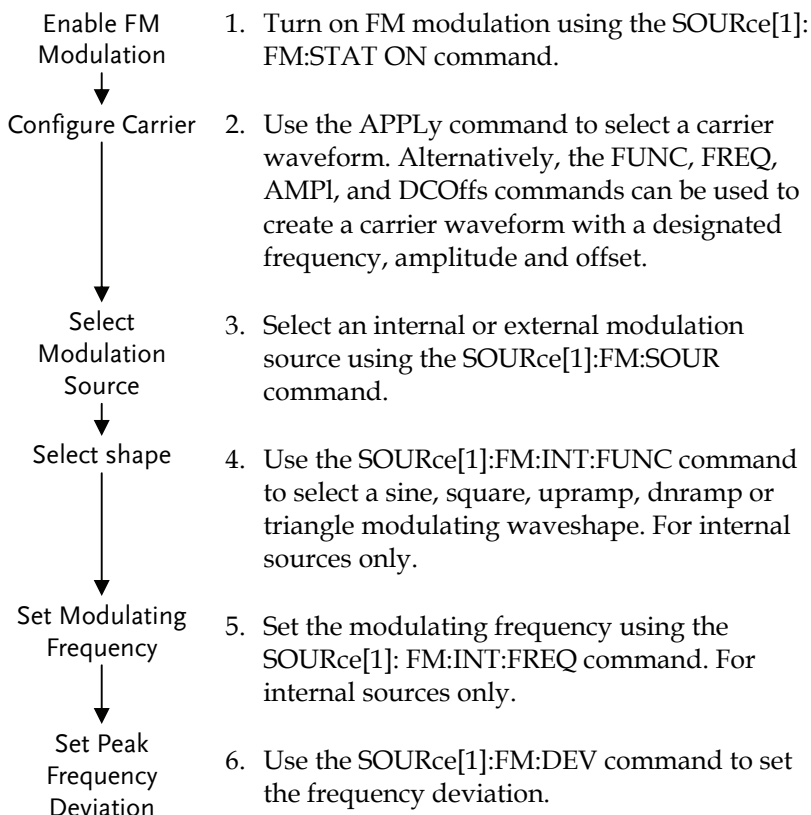 Enable FM
Modulation
1. Turn on FM modulation using the SOURce[1]:
FM:STAT ON command.
Configure Carrier
2. Use the APPLy command to select a carrier
waveform. Alternatively, the FUNC, FREQ,
AMPl, and DCOffs commands can be used to
create a carrier waveform with a designated
frequency, amplitude and offset.
Select
Modulation
Source
3. Select an internal or external modulation
source using the SOURce[1]:FM:SOUR
command.
Select shape
4. Use the SOURce[1]:FM:INT:FUNC command
to select a sine, square, upramp, dnramp or
triangle modulating waveshape. For internal
sources only.
Set Modulating
Frequency
5. Set the modulating frequency using the
SOURce[1]: FM:INT:FREQ command. For
internal sources only.
Set Peak
Frequency
Deviation
6. Use the SOURce[1]:FM:DEV command to set
the frequency deviation.